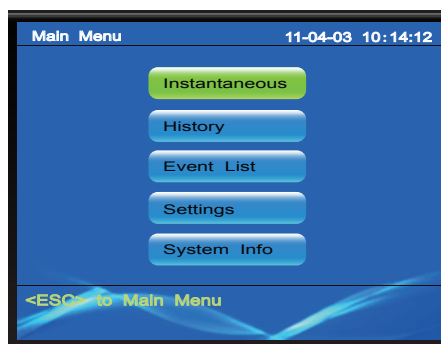 Main Menu 11-04-03 10:14:12
Instantaneous
History
Event List
Settings
System Info
<ESC> to Main Menu